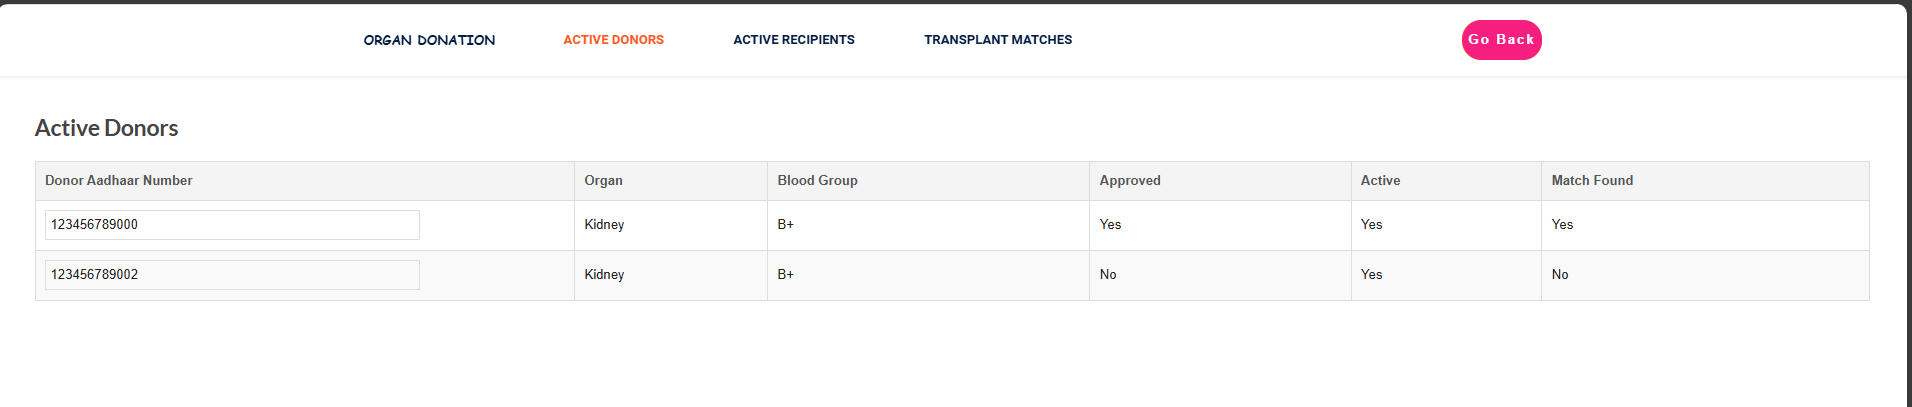 ORGAN DONATION ACTIVE DONORS ACTIVE RECIPIENTS TRANSPLANT MATCHES Go Back
Active Donors
Donor Aadhaar Number Organ Blood Group Approved Active Match Found
123456789000 Kidney B+ Yes Yes Yes
123456789002 Kidney B+ No Yes No